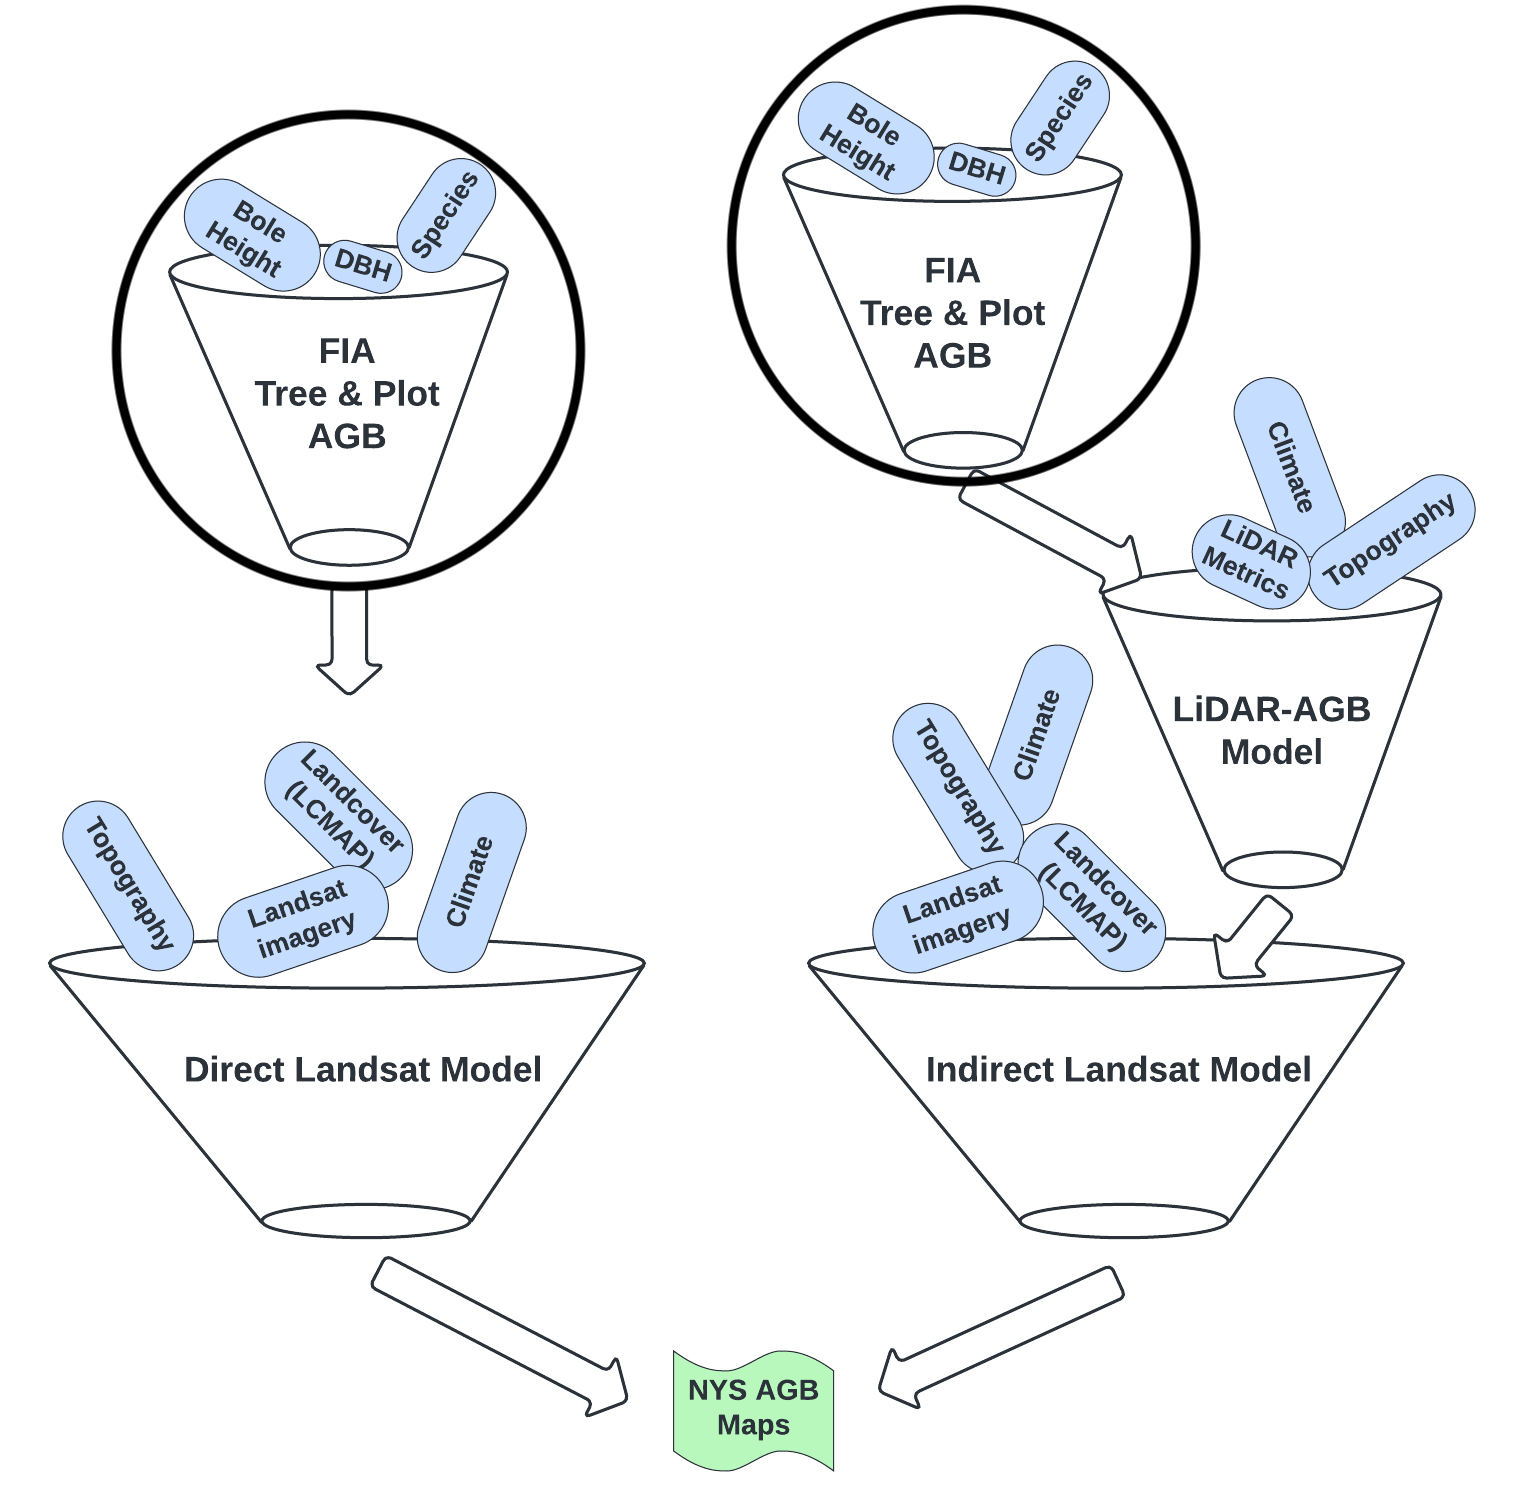 Bole
Height
DBH
Species
FIA
Tree & Plot
AGB
Bole
Height
DBH
Species
FIA
Tree & Plot
AGB
Climate
LiDAR
Metrics
Topography
LiDAR-AGB
Model
Topography
Landcover
(LCMAP)
Landsat
imagery
Climate
Direct Landsat Model
Topography
Climate
Landsat
imagery
Landcover
(LCMAP)
Indirect Landsat Model
NYS AGB
Maps